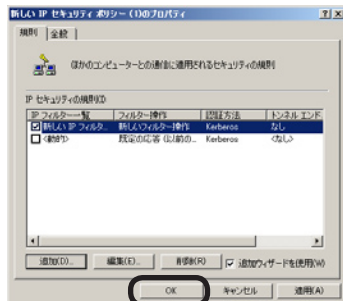 新しい IP セキュリティ ポリシー (1)のプロパティ
規則 全般
ほかのコンピューターとの通信に適用されるセキュリティの規則
IP セキュリティの規則(I)
IP フィルター一覧 フィルター操作 認証方法 トンネル エンド
新しい IP フィルタ... 新しいフィルター操作 Kerberos なし
<動的> 既定の応答 (以前の... Kerberos <なし>
追加(D)... 編集(E)... 削除(R) 追加ウィザードを使用(W)
OK キャンセル 適用(A)